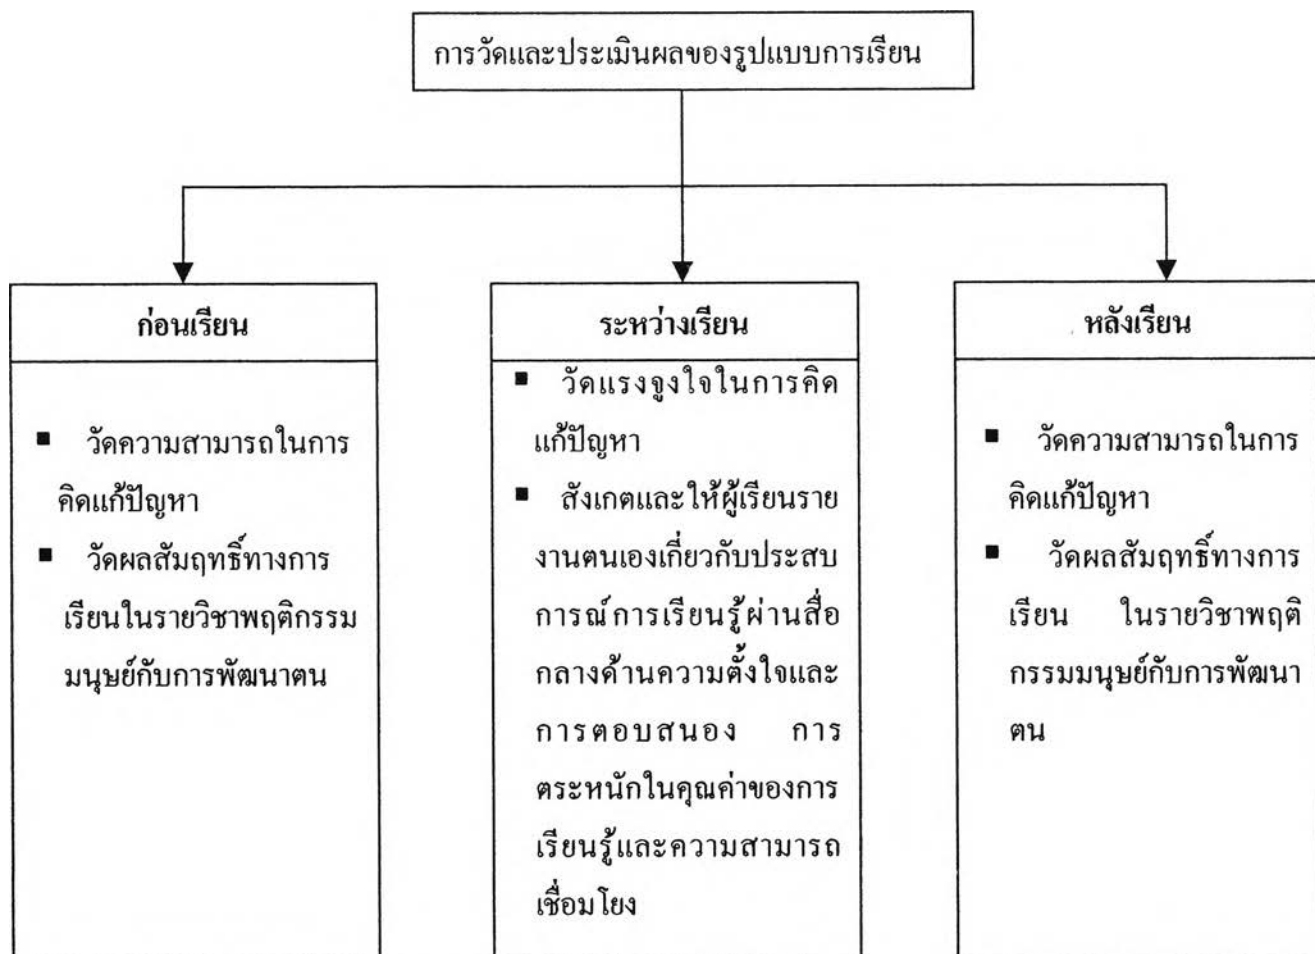 การวัดและประเมินผลของรูปแบบการเรียน
ก่อนเรียน
■ วัดความสามารถในการ
คิดแก้ปัญหา
■ วัดผลสัมฤทธิ์ทางการ
เรียนในรายวิชาพฤติกรรม
มนุษย์กับการพัฒนาตน
ระหว่างเรียน
■ วัดแรงจูงใจในการคิด
แก้ปัญหา
■ สังเกตและให้ผู้เรียนราย
งานตนเองเกี่ยวกับประสบ
การณ์การเรียนรู้ผ่านสื่อ
กลางด้านความตั้งใจและ
การตอบสนอง การ
ตระหนักในคุณค่าของการ
เรียนรู้และความสามารถ
เชื่อมโยง
หลังเรียน
■ วัดความสามารถในการ
คิดแก้ปัญหา
■ วัดผลสัมฤทธิ์ทางการ
เรียน ในรายวิชาพฤติ
กรรมมนุษย์กับการพัฒนา
ตน